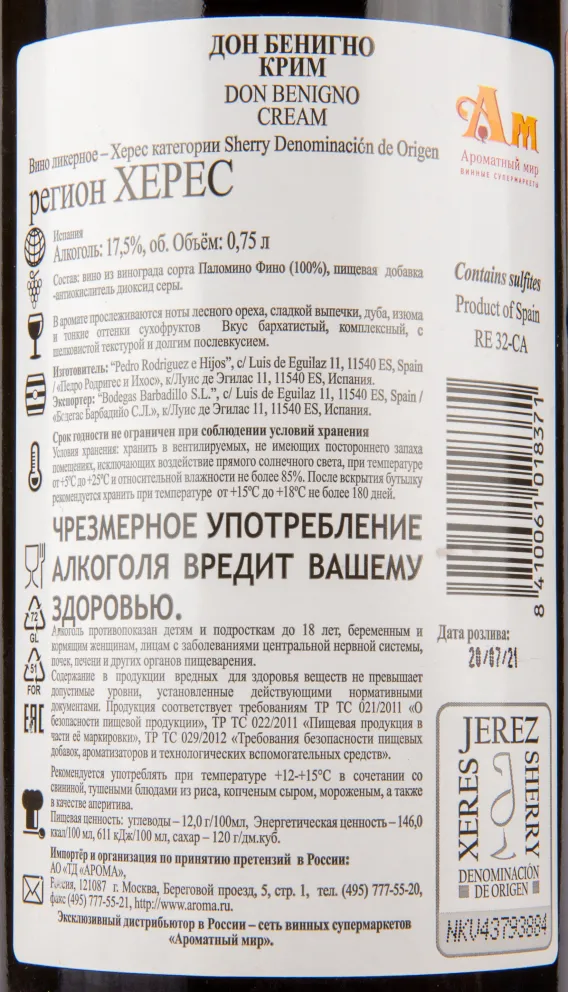 ДОН БЕНИГНО
КРИМ
DON BENIGNO
CREAM
Ам
Ароматный мир
ВИННЫЕ СУПЕРМАРКЕТЫ
Вино ликерное – Херес категории Sherry Denominación de Origen
регион ХЕРЕС
Испания
Алкоголь: 17,5%, об. Объём: 0,75 л
Состав: вино из винограда сорта Паломино Фино (100%), пищевая добавка
-антиокислитель диоксид серы.
Contains sulfites
Product of Spain
RE 32-CA
В аромате прослеживаются ноты лесного ореха, сладкой выпечки, дуба, изюма
и тонкие оттенки сухофруктов Вкус бархатистый, комплексный, с
шелковистой текстурой и долгим послевкусием.
Изготовитель: “Pedro Rodriguez e Hijos”, c/ Luis de Eguilaz 11, 11540 ES, Spain
/ «Педро Родригес и Ихос», к/Луис де Эгилас 11, 11540 ES, Испания.
Экспортер: “Bodegas Barbadillo S.L.”, c/ Luis de Eguilaz 11, 11540 ES, Spain /
«Бодегас Барбадийо С.Л.», к/Луис де Эгилас 11, 11540 ES, Испания.
Срок годности не ограничен при соблюдении условий хранения
Условия хранения: хранить в вентилируемых, не имеющих постороннего запаха
помещениях, исключающих воздействие прямого солнечного света, при температуре
от +5ºС до +25ºС и относительной влажности не более 85%. После вскрытия бутылку
рекомендуется хранить при температуре от +15ºС до +18ºС не более 180 дней.
8 410061 018371
ЧРЕЗМЕРНОЕ УПОТРЕБЛЕНИЕ
АЛКОГОЛЯ ВРЕДИТ ВАШЕМУ
ЗДОРОВЬЮ.
72
GL
51
FOR
EAC
Алкоголь противопоказан детям и подросткам до 18 лет, беременным и
кормящим женщинам, лицам с заболеваниями центральной нервной системы,
почек, печени и других органов пищеварения.
Содержание в продукции вредных для здоровья веществ не превышает
допустимые уровни, установленные действующими нормативными
документами. Продукция соответствует требованиям ТР ТС 021/2011 «О
безопасности пищевой продукции», ТР ТС 022/2011 «Пищевая продукция в
части её маркировки», ТР ТС 029/2012 «Требования безопасности пищевых
добавок, ароматизаторов и технологических вспомогательных средств».
Дата розлива:
20/07/21
Рекомендуется употреблять при температуре +12-+15ºС в сочетании со
свининой, тушеными блюдами из риса, копченым сыром, мороженым, а также
в качестве аперитива.
Пищевая ценность: углеводы – 12,0 г/100мл, Энергетическая ценность – 146,0
ккал/100 мл, 611 кДж/100 мл, сахар – 120 г/дм.куб.
Импортёр и организация по принятию претензий в России:
АО «ТД «АРОМА»,
Россия, 121087 г. Москва, Береговой проезд, 5, стр. 1, тел. (495) 777-55-20,
факс (495) 777-55-21, http://www.aroma.ru.
Эксклюзивный дистрибьютор в России – сеть винных супермаркетов
«Ароматный мир».
JEREZ
XERES
SHERRY
DENOMINACIÓN
DE ORIGEN
NKU43793884